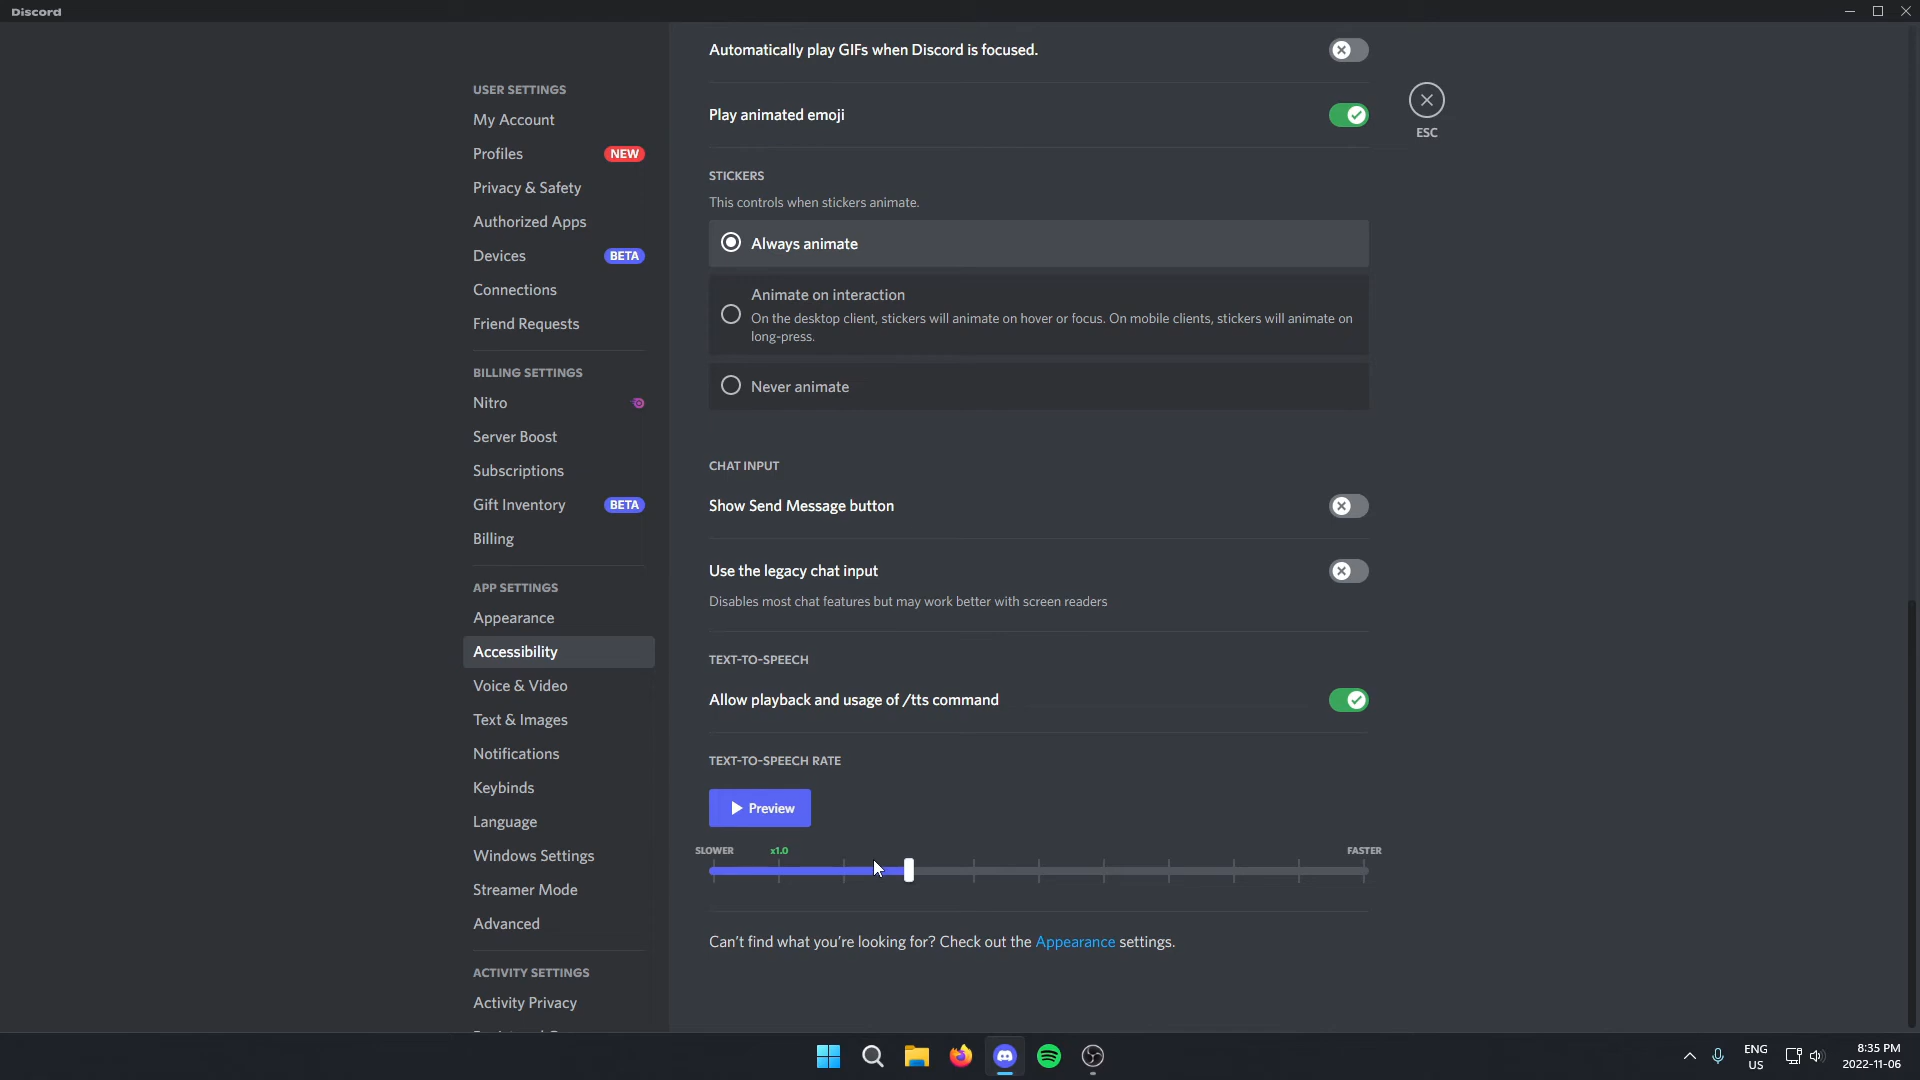 Discord
USER SETTINGS
My Account
Profiles NEW
Privacy & Safety
Authorized Apps
Devices BETA
Connections
Friend Requests
BILLING SETTINGS
Nitro
Server Boost
Subscriptions
Gift Inventory BETA
Billing
APP SETTINGS
Appearance
Accessibility
Voice & Video
Text & Images
Notifications
Keybinds
Language
Windows Settings
Streamer Mode
Advanced
ACTIVITY SETTINGS
Activity Privacy
Automatically play GIFs when Discord is focused.
Play animated emoji
ESC
STICKERS
This controls when stickers animate.
Always animate
Animate on interaction
On the desktop client, stickers will animate on hover or focus. On mobile clients, stickers will animate on
long-press.
Never animate
CHAT INPUT
Show Send Message button
Use the legacy chat input
Disables most chat features but may work better with screen readers
TEXT-TO-SPEECH
Allow playback and usage of /tts command
TEXT-TO-SPEECH RATE
Preview
SLOWER x1.0 FASTER
Can't find what you're looking for? Check out the Appearance settings.
ENG
US
8:35 PM
2022-11-06